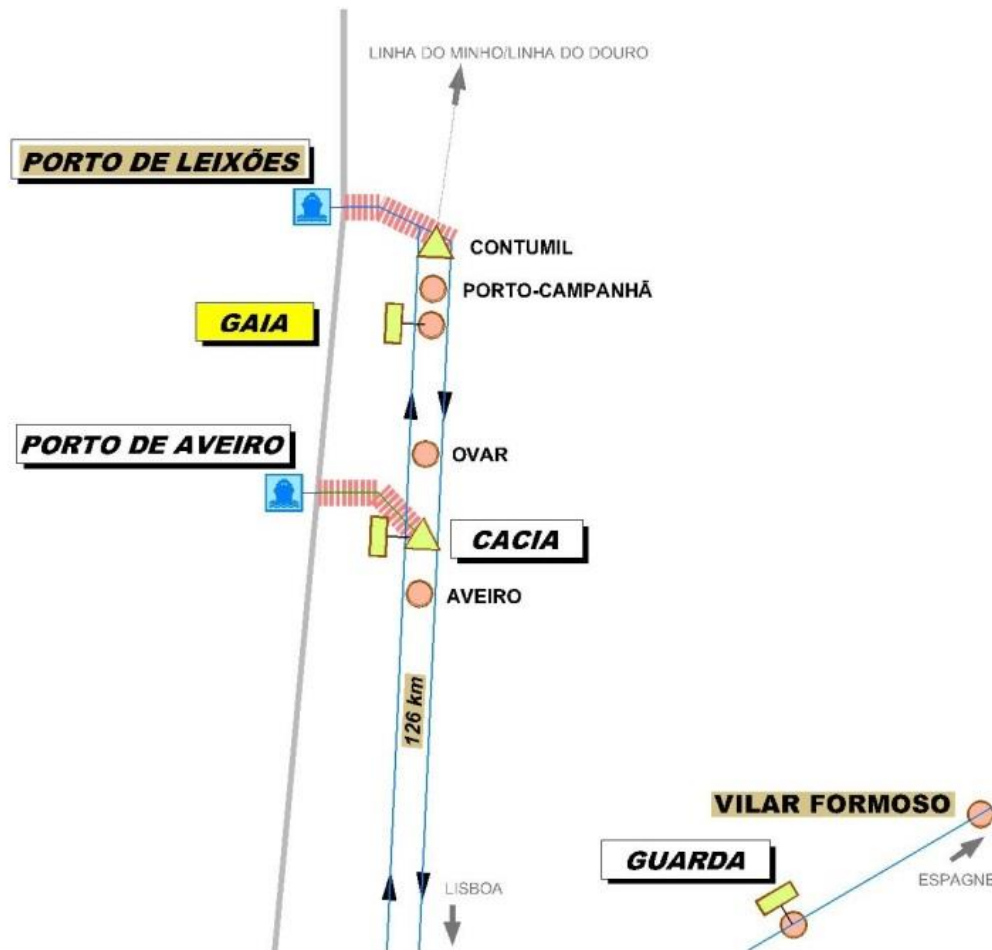 LINHA DO MINHO/LINHA DO DOURO
PORTO DE LEIXÕES
CONTUMIL
PORTO-CAMPANHÃ
GAIA
PORTO DE AVEIRO
OVAR
CACIA
AVEIRO
126 km
VILAR FORMOSO
GUARDA
ESPAGNE
LISBOA